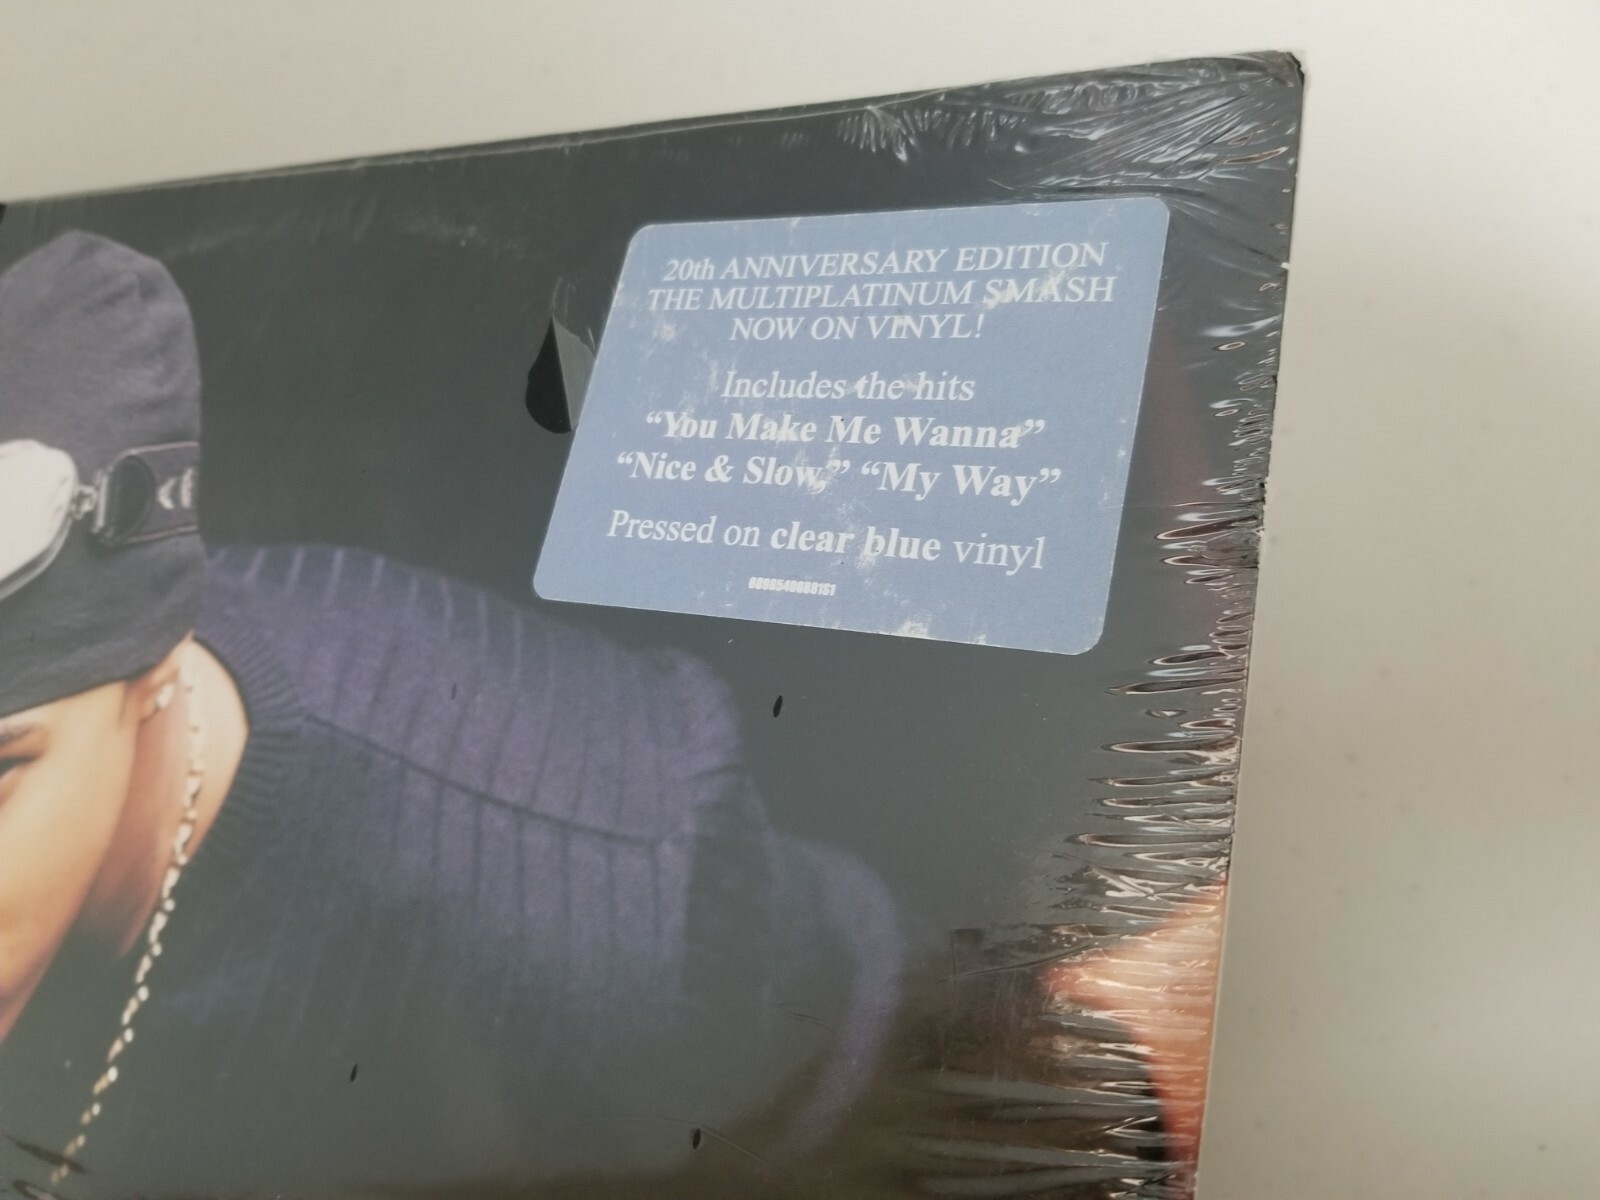 20th ANNIVERSARY EDITION
THE MULTIPLATINUM SMASH
NOW ON VINYL!
Includes the hits
“You Make Me Wanna”
“Nice & Slow,” “My Way”
Pressed on clear blue vinyl